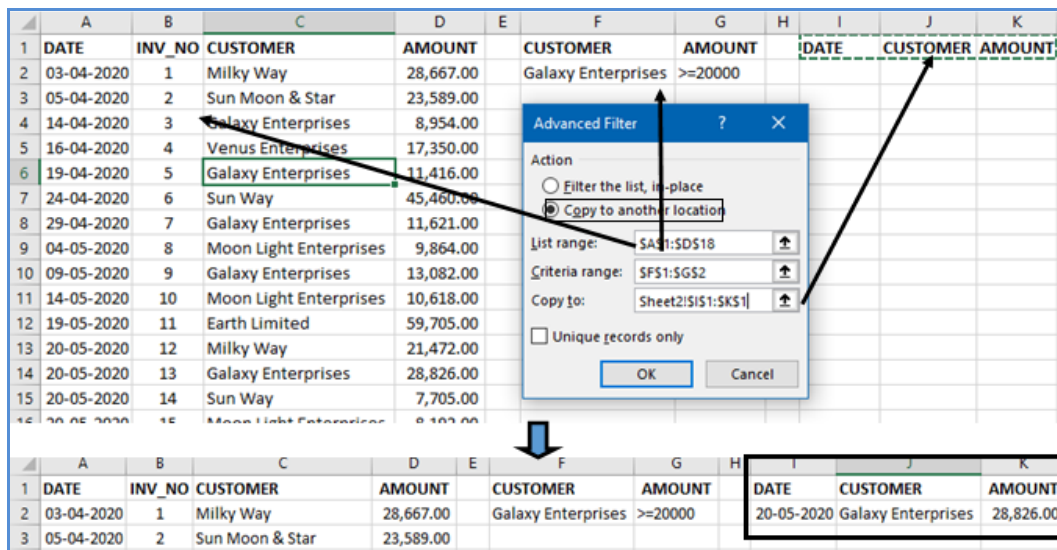 A B C D E F G H I J K
1 DATE INV_NO CUSTOMER AMOUNT CUSTOMER AMOUNT DATE CUSTOMER AMOUNT
2 03-04-2020 1 Milky Way 28,667.00 Galaxy Enterprises >=20000
3 05-04-2020 2 Sun Moon & Star 23,589.00
4 14-04-2020 3 Galaxy Enterprises 8,954.00
5 16-04-2020 4 Venus Enterprises 17,350.00
6 19-04-2020 5 Galaxy Enterprises 11,416.00
7 24-04-2020 6 Sun Way 45,460.00
8 29-04-2020 7 Galaxy Enterprises 11,621.00
9 04-05-2020 8 Moon Light Enterprises 9,864.00
10 09-05-2020 9 Galaxy Enterprises 13,082.00
11 14-05-2020 10 Moon Light Enterprises 10,618.00
12 19-05-2020 11 Earth Limited 59,705.00
13 20-05-2020 12 Milky Way 21,472.00
14 20-05-2020 13 Galaxy Enterprises 28,826.00
15 20-05-2020 14 Sun Way 7,705.00
16 20-05-2020 15 Moon Light Enterprises 8,192.00
Advanced Filter ? ×
Action
Filter the list, in-place
Copy to another location
List range: $A$1:$D$18
Criteria range: $F$1:$G$2
Copy to: Sheet2!$I$1:$K$1
Unique records only
OK Cancel
A B C D E F G H I J K
1 DATE INV_NO CUSTOMER AMOUNT CUSTOMER AMOUNT DATE CUSTOMER AMOUNT
2 03-04-2020 1 Milky Way 28,667.00 Galaxy Enterprises >=20000 20-05-2020 Galaxy Enterprises 28,826.00
3 05-04-2020 2 Sun Moon & Star 23,589.00